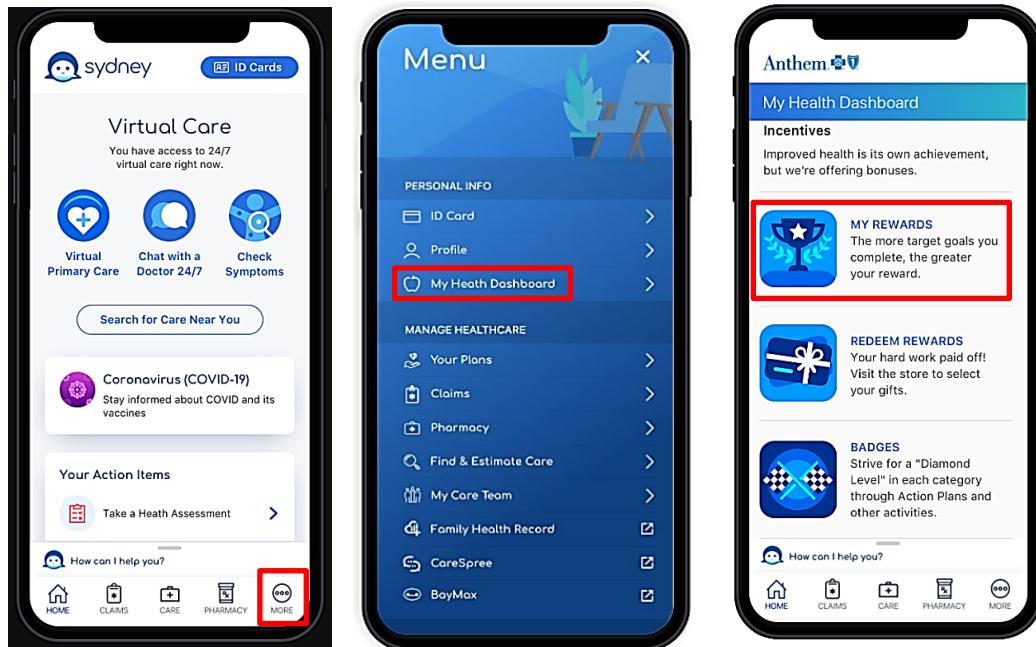 sydney
ID Cards
Virtual Care
You have access to 24/7
virtual care right now.
Virtual
Primary Care
Chat with a
Doctor 24/7
Check
Symptoms
Search for Care Near You
Coronavirus (COVID-19)
Stay informed about COVID and its
vaccines
Your Action Items
Take a Heath Assessment
How can I help you?
HOME
CLAIMS
CARE
PHARMACY
MORE
Menu
PERSONAL INFO
ID Card
Profile
My Heath Dashboard
MANAGE HEALTHCARE
Your Plans
Claims
Pharmacy
Find & Estimate Care
My Care Team
Family Health Record
CareSpree
BayMax
Anthem
My Health Dashboard
Incentives
Improved health is its own achievement,
but we're offering bonuses.
MY REWARDS
The more target goals you
complete, the greater
your reward.
REDEEM REWARDS
Your hard work paid off!
Visit the store to select
your gifts.
BADGES
Strive for a "Diamond
Level" in each category
through Action Plans and
other activities.
How can I help you?
HOME
CLAIMS
CARE
PHARMACY
MORE